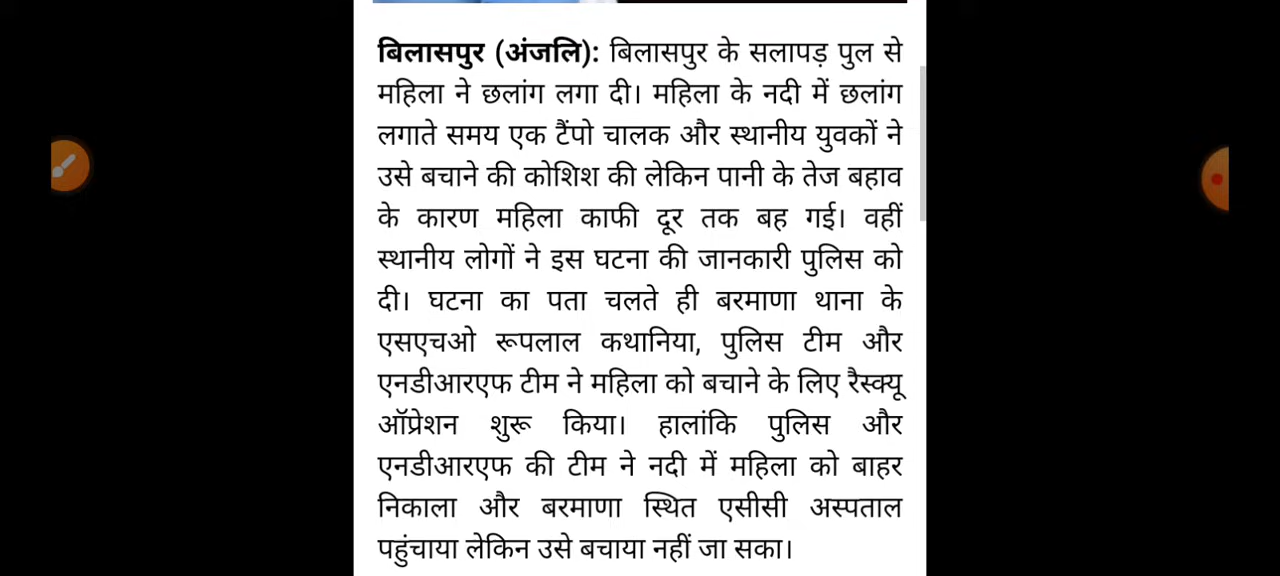 बिलासपुर (अंजलि): बिलासपुर के सलापड़ पुल से
महिला ने छलांग लगा दी। महिला के नदी में छलांग
लगाते समय एक टैंपो चालक और स्थानीय युवकों ने
उसे बचाने की कोशिश की लेकिन पानी के तेज बहाव
के कारण महिला काफी दूर तक बह गई। वहीं
स्थानीय लोगों ने इस घटना की जानकारी पुलिस को
दी। घटना का पता चलते ही बरमाणा थाना के
एसएचओ रूपलाल कथानिया, पुलिस टीम और
एनडीआरएफ टीम ने महिला को बचाने के लिए रैस्क्यू
ऑप्रेशन शुरू किया। हालांकि पुलिस और
एनडीआरएफ की टीम ने नदी में महिला को बाहर
निकाला और बरमाणा स्थित एसीसी अस्पताल
पहुंचाया लेकिन उसे बचाया नहीं जा सका।